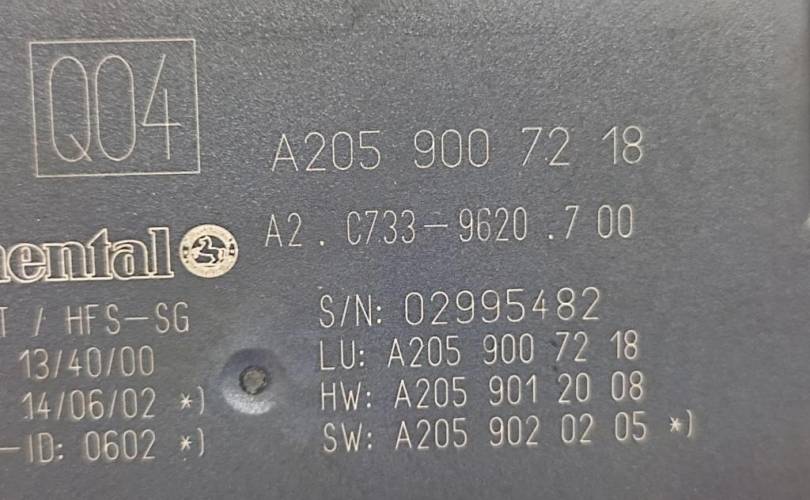 Q04
A205 900 72 18
A2 . C733-9620 .7 00
nental
T / HFS-SG
S/N: 02995482
13/40/00
LU: A205 900 72 18
14/06/02 *)
HW: A205 901 20 08
-ID: 0602 *)
SW: A205 902 02 05 *)